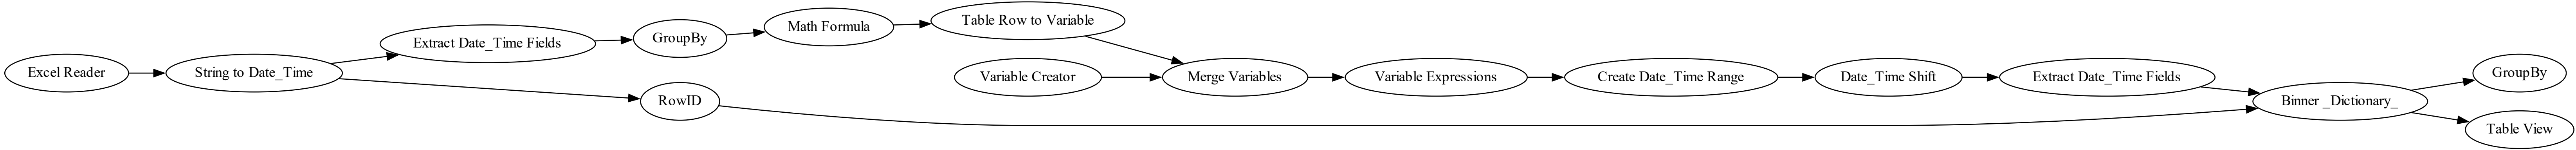 Excel Reader
String to Date_Time
Extract Date_Time Fields
GroupBy
Math Formula
Table Row to Variable
RowID
Variable Creator
Merge Variables
Variable Expressions
Create Date_Time Range
Date_Time Shift
Extract Date_Time Fields
Binner _Dictionary_
GroupBy
Table View